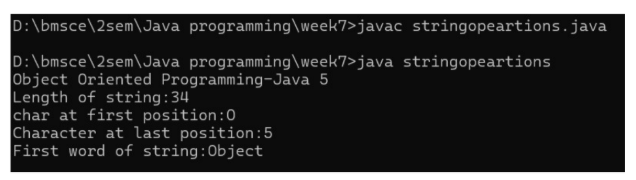 D:\bmsce\2sem\Java programming\week7>javac stringopeartions.java
D:\bmsce\2sem\Java programming\week7>java stringopeartions
Object Oriented Programming-Java 5
Length of string:34
char at first position:O
Character at last position:5
First word of string:Object